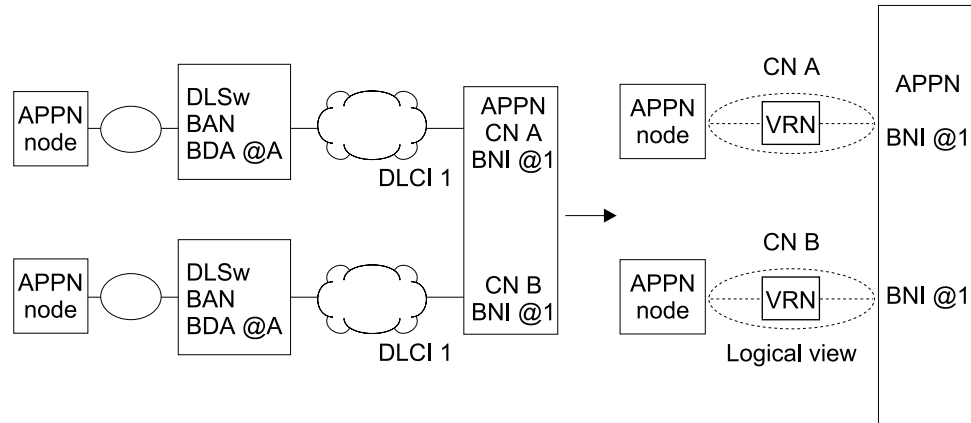 APPN
node
DLSw
BAN
BDA @A
DLCI 1
APPN
CN A
BNI @1
APPN
node
DLSw
BAN
BDA @A
DLCI 1
CN B
BNI @1
CN A
APPN
node
VRN
APPN
BNI @1
CN B
APPN
node
VRN
BNI @1
Logical view